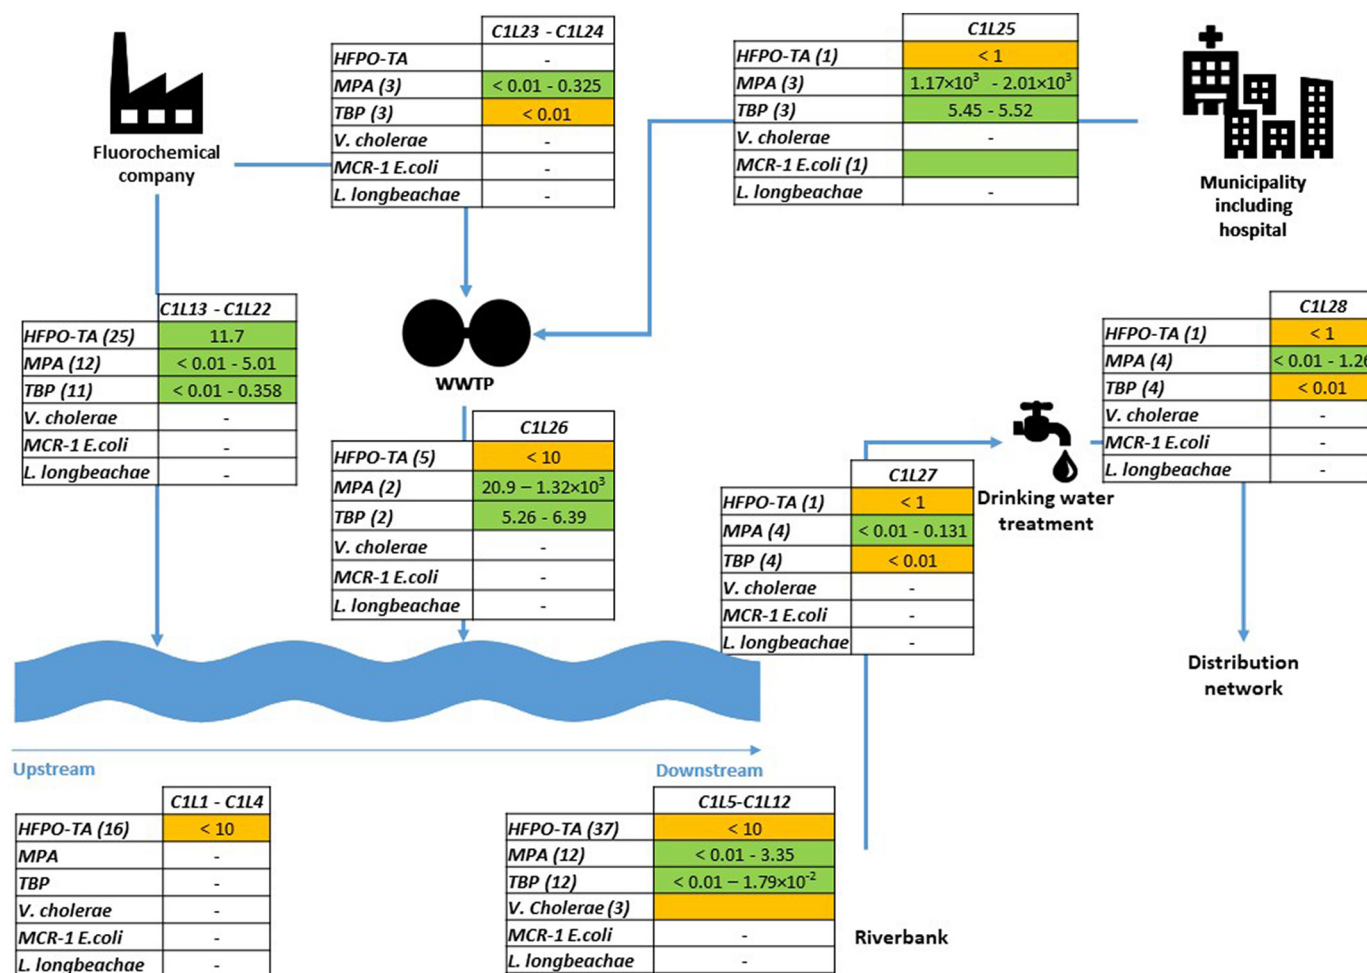 C1L23 - C1L24
HFPO-TA -
MPA (3) < 0.01 - 0.325
TBP (3) < 0.01
V. cholerae -
MCR-1 E.coli -
L. longbeachae -
C1L25
HFPO-TA (1) < 1
MPA (3) 1.17×10³ - 2.01×10³
TBP (3) 5.45 - 5.52
V. cholerae -
MCR-1 E.coli (1)
L. longbeachae -
Fluorochemical
company
Municipality
including
hospital
C1L13 - C1L22
HFPO-TA (25) 11.7
MPA (12) < 0.01 - 5.01
TBP (11) < 0.01 - 0.358
V. cholerae -
MCR-1 E.coli -
L. longbeachae -
WWTP
C1L28
HFPO-TA (1) < 1
MPA (4) < 0.01 - 1.26
TBP (4) < 0.01
V. cholerae -
MCR-1 E.coli -
L. longbeachae -
C1L26
HFPO-TA (5) < 10
MPA (2) 20.9 – 1.32×10³
TBP (2) 5.26 - 6.39
V. cholerae -
MCR-1 E.coli -
L. longbeachae -
C1L27
HFPO-TA (1) < 1
MPA (4) < 0.01 - 0.131
TBP (4) < 0.01
V. cholerae -
MCR-1 E.coli -
L. longbeachae -
Drinking water
treatment
Distribution
network
Upstream
Downstream
C1L1 - C1L4
HFPO-TA (16) < 10
MPA -
TBP -
V. cholerae -
MCR-1 E.coli -
L. longbeachae -
C1L5-C1L12
HFPO-TA (37) < 10
MPA (12) < 0.01 - 3.35
TBP (12) < 0.01 – 1.79×10⁻²
V. Cholerae (3)
MCR-1 E.coli -
L. longbeachae -
Riverbank